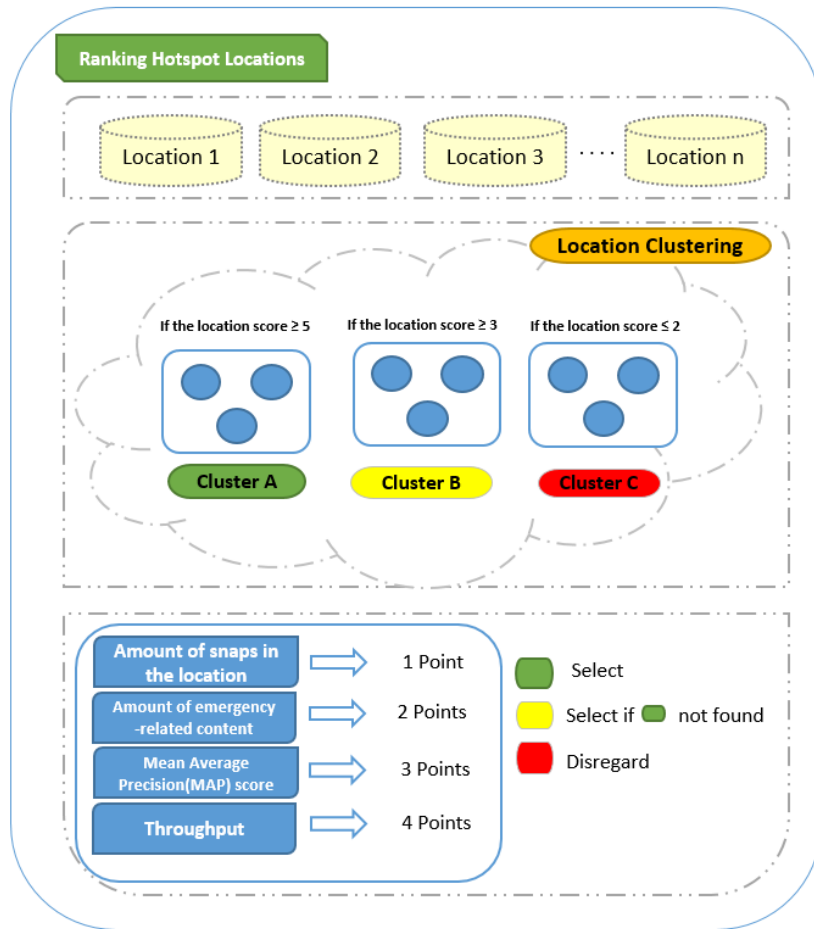 Ranking Hotspot Locations
Location 1
Location 2
Location 3
. . . .
Location n
Location Clustering
If the location score ≥ 5
If the location score ≥ 3
If the location score ≤ 2
Cluster A
Cluster B
Cluster C
Amount of snaps in
the location
1 Point
Amount of emergency
-related content
2 Points
Mean Average
Precision(MAP) score
3 Points
Throughput
4 Points
Select
Select if not found
Disregard